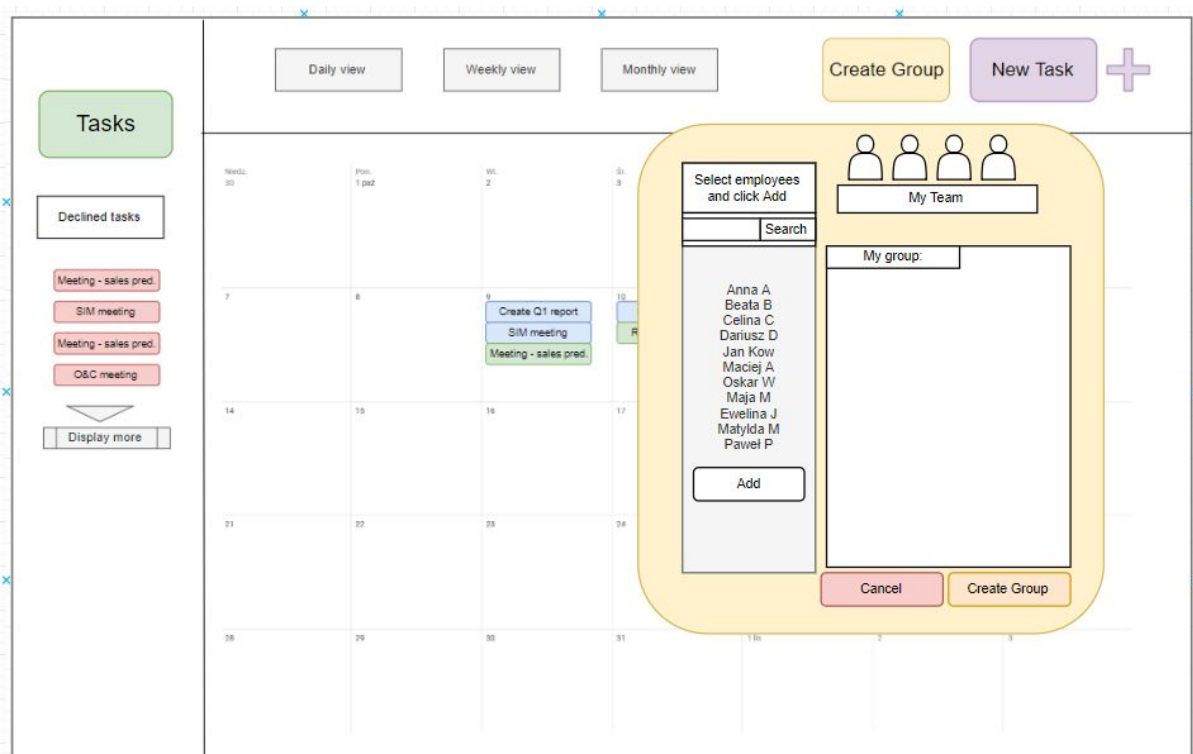 Daily view
Weekly view
Monthly view
Create Group
New Task
Tasks
Declined tasks
Meeting - sales pred.
SIM meeting
Meeting - sales pred.
O&C meeting
Display more
Niedz.
30
Pon.
1 paź
Wt.
2
Śr.
3
7
8
9
10
Create Q1 report
SIM meeting
Meeting - sales pred.
R
14
15
16
17
21
22
23
24
28
29
30
31
1 lis
2
3
Select employees
and click Add
Search
Anna A
Beata B
Celina C
Dariusz D
Jan Kow
Maciej A
Oskar W
Maja M
Ewelina J
Matylda M
Paweł P
Add
My Team
My group:
Cancel
Create Group